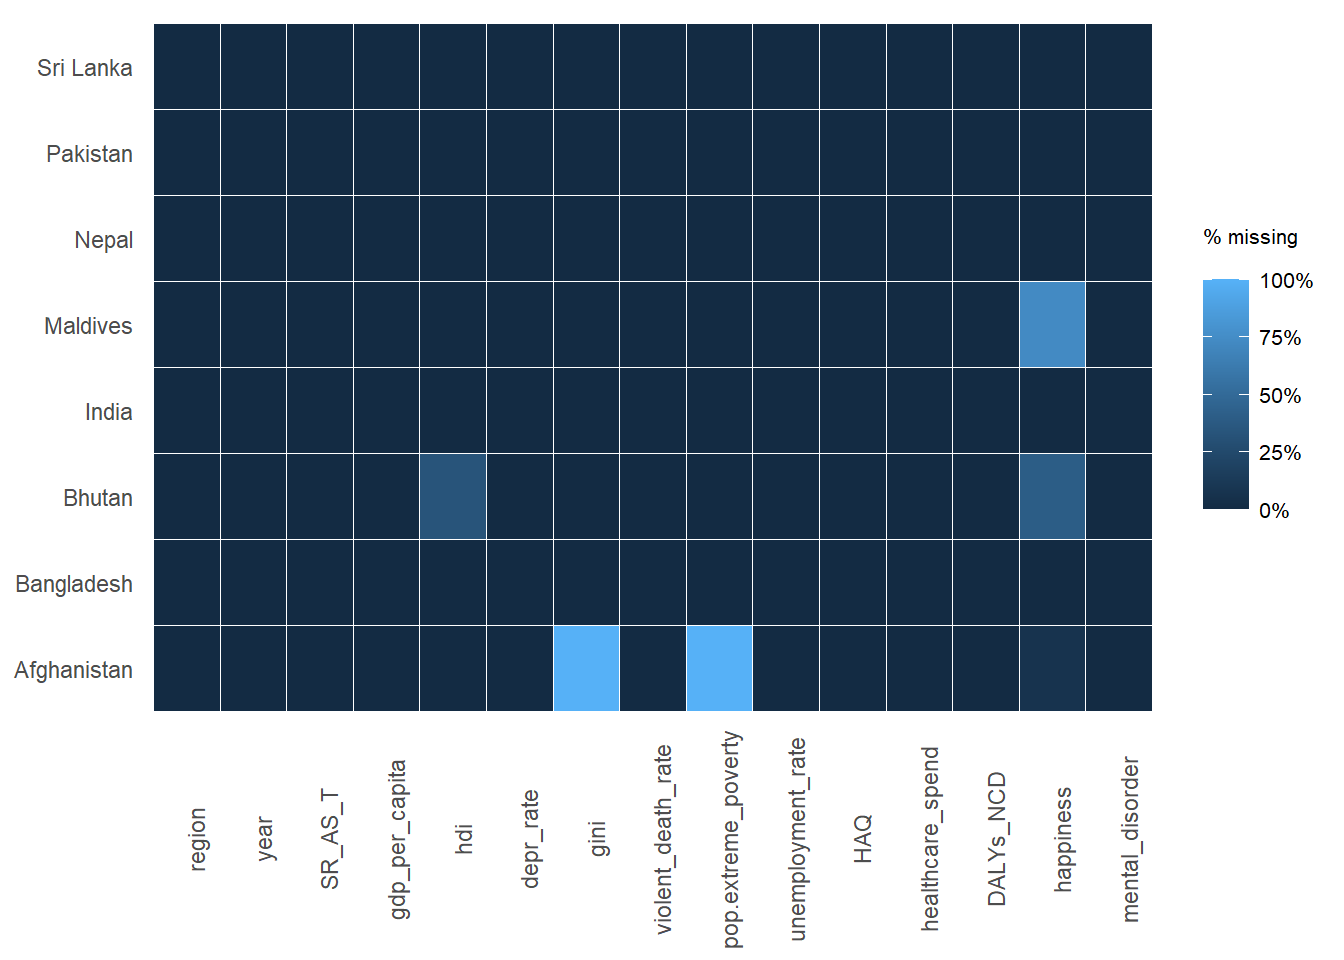 Sri Lanka
Pakistan
Nepal
Maldives
India
Bhutan
Bangladesh
Afghanistan
region
year
SR_AS_T
gdp_per_capita
hdi
depr_rate
gini
violent_death_rate
pop.extreme_poverty
unemployment_rate
HAQ
healthcare_spend
DALYs_NCD
happiness
mental_disorder
% missing
100%
75%
50%
25%
0%